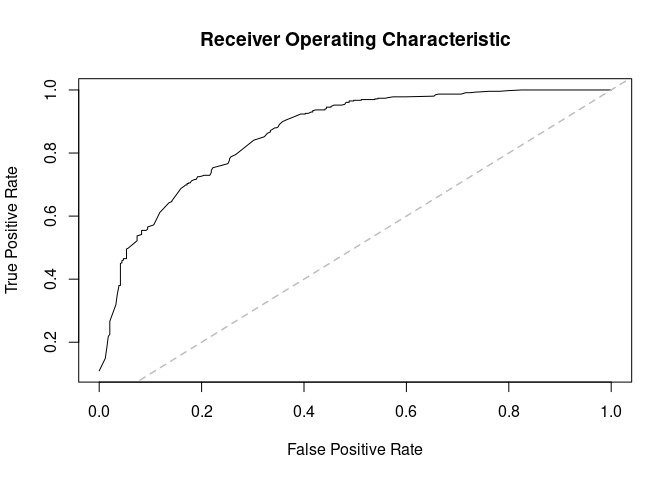 Receiver Operating Characteristic
True Positive Rate
1.0
0.8
0.6
0.4
0.2
0.0 0.2 0.4 0.6 0.8 1.0
False Positive Rate